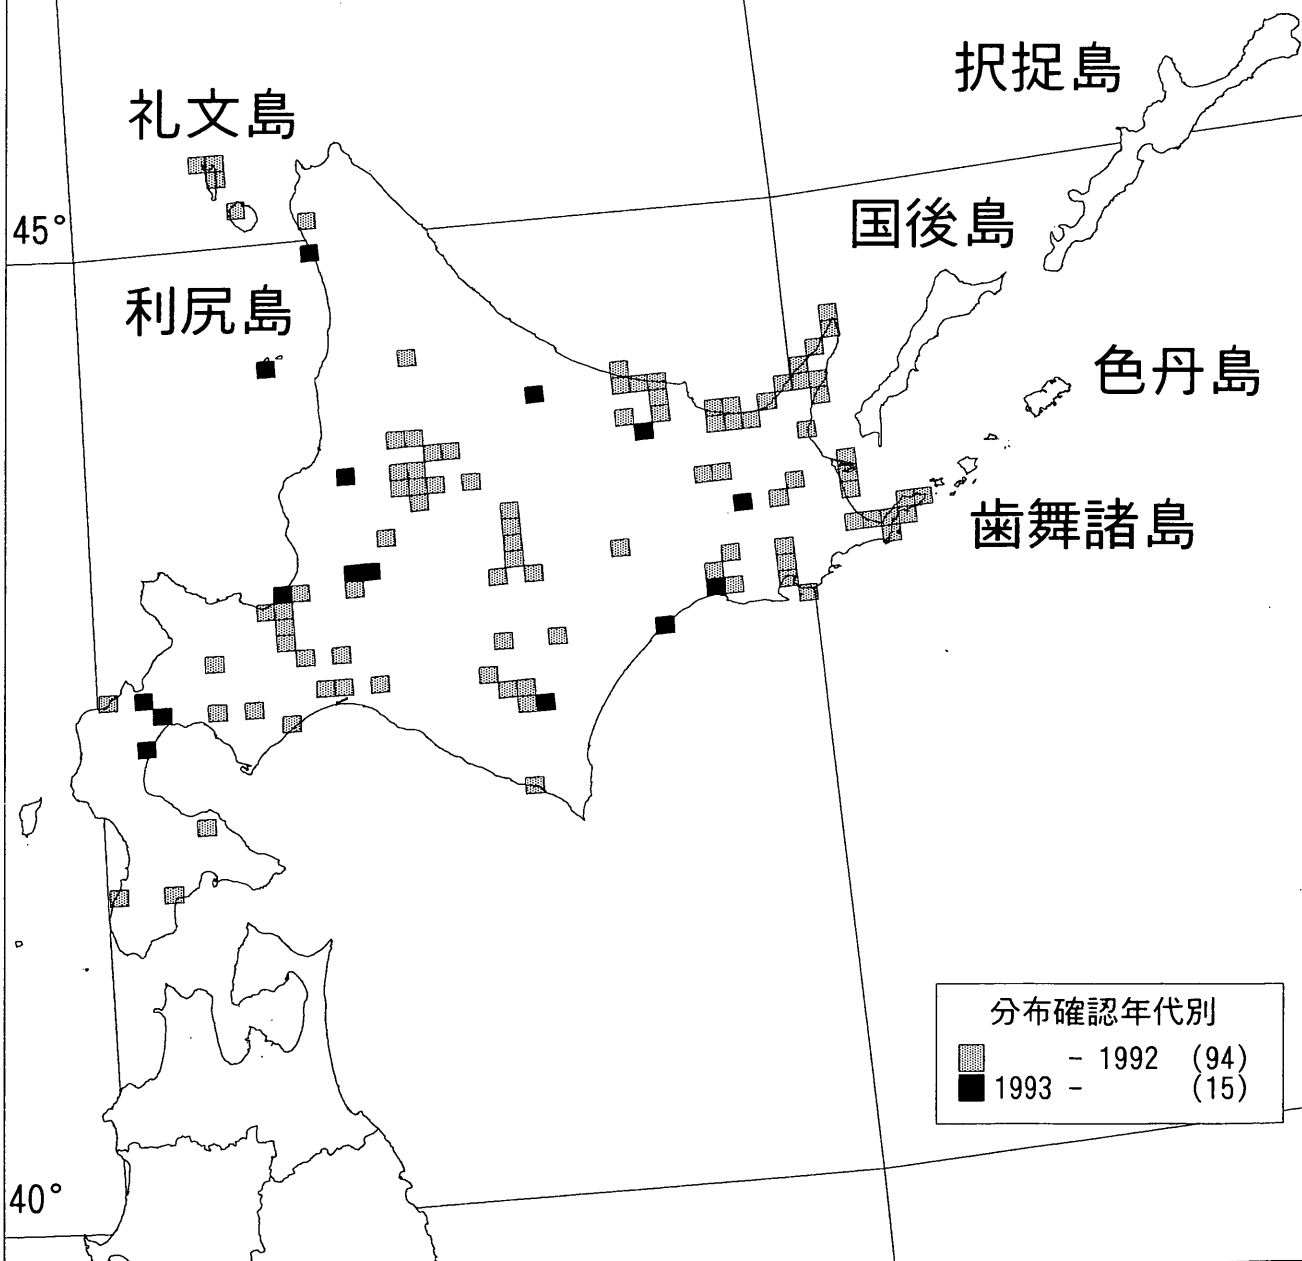 択捉島
礼文島
国後島
45°
利尻島
色丹島
歯舞諸島
分布確認年代別
- 1992 (94)
1993 - (15)
40°